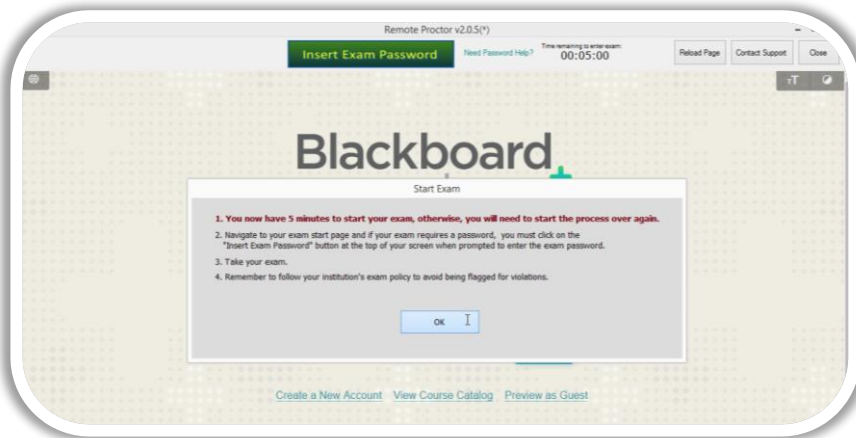 Remote Proctor v2.0.5(*)
Insert Exam Password
Need Password Help?
Time remaining to enter exam:
00:05:00
Reload Page
Contact Support
Close
тT
Blackboard
Start Exam
1. You now have 5 minutes to start your exam, otherwise, you will need to start the process over again.
2. Navigate to your exam start page and if your exam requires a password, you must click on the
"Insert Exam Password" button at the top of your screen when prompted to enter the exam password.
3. Take your exam.
4. Remember to follow your institution's exam policy to avoid being flagged for violations.
OK
Create a New Account View Course Catalog Preview as Guest